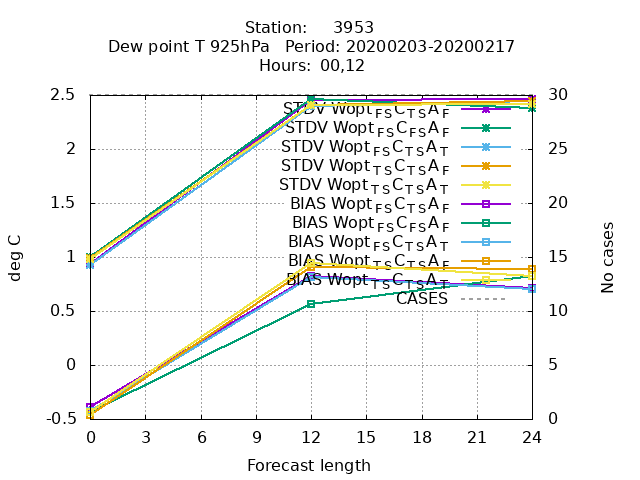 Station:     3953
Dew point T 925hPa   Period: 20200203-20200217
Hours: 00,12
2.5
2
1.5
1
0.5
0
-0.5
deg C
30
25
20
15
10
5
0
No cases
STDV Wopt FS C TS A F
STDV Wopt FS C FS A F
STDV Wopt FS C TS A T
STDV Wopt TS C TS A F
STDV Wopt TS C TS A T
BIAS Wopt FS C TS A F
BIAS Wopt FS C FS A F
BIAS Wopt FS C TS A T
BIAS Wopt TS C TS A F
BIAS Wopt TS C TS A T
CASES
0 3 6 9 12 15 18 21 24
Forecast length